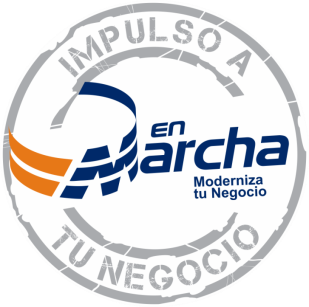 IMPULSO A
en
Marcha
Moderniza
tu Negocio
TU NEGOCIO